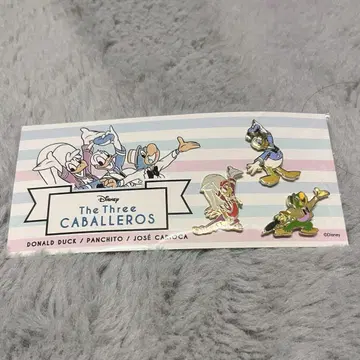 Disney
The Three
CABALLEROS
DONALD DUCK / PANCHITO / JOSÉ CARIOCA
©Disney